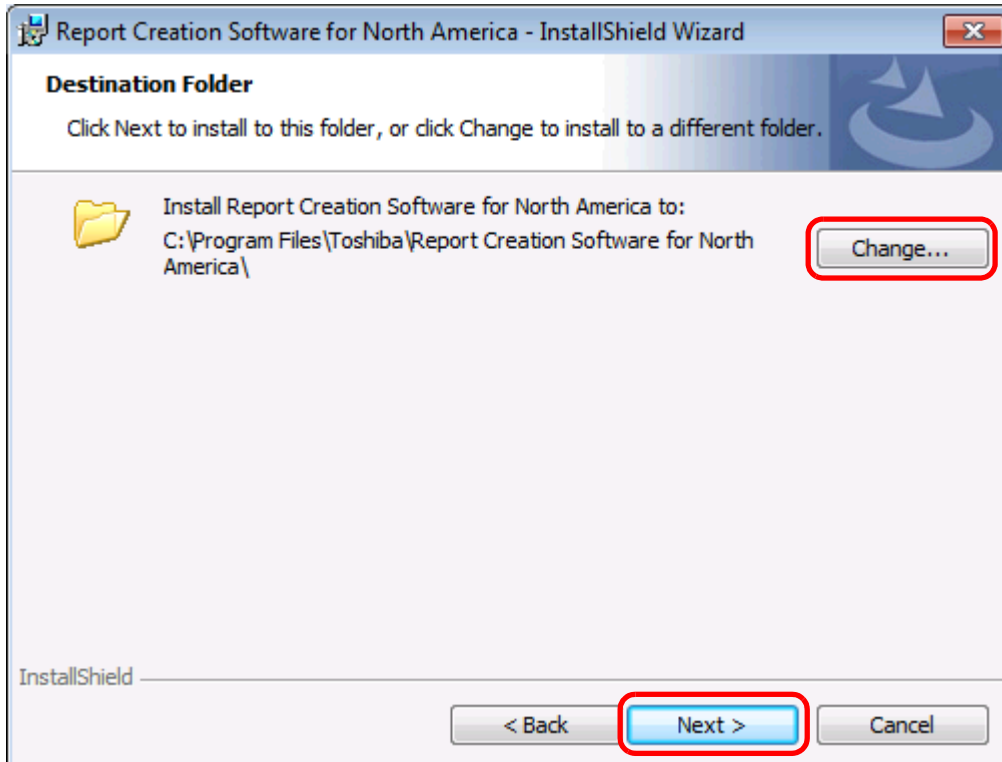 Report Creation Software for North America - InstallShield Wizard
Destination Folder
Click Next to install to this folder, or click Change to install to a different folder.
Install Report Creation Software for North America to:
C:\Program Files\Toshiba\Report Creation Software for North
America\
Change...
InstallShield
< Back
Next >
Cancel